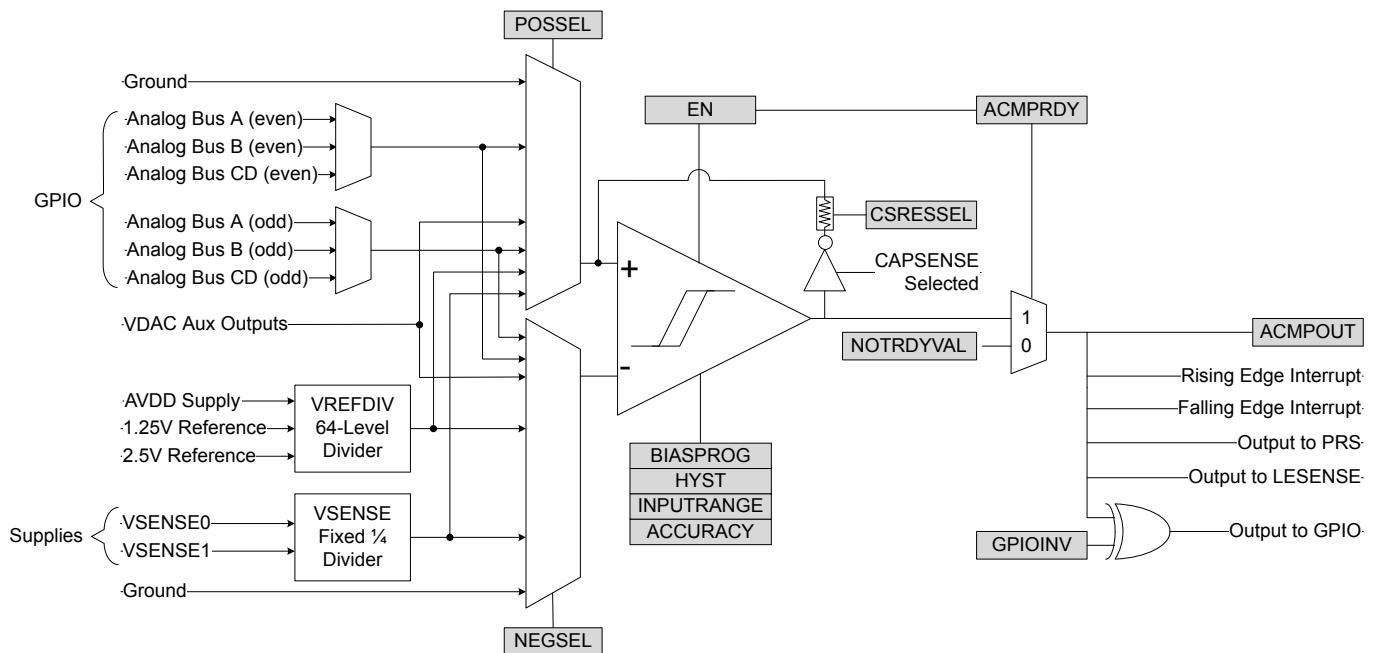 POSSEL
Ground
Analog Bus A (even)
Analog Bus B (even)
Analog Bus CD (even)
GPIO
Analog Bus A (odd)
Analog Bus B (odd)
Analog Bus CD (odd)
VDAC Aux Outputs
AVDD Supply
1.25V Reference
2.5V Reference
VREFDIV
64-Level
Divider
Supplies
VSENSE0
VSENSE1
VSENSE
Fixed ¼
Divider
Ground
NEGSEL
EN
ACMPRDY
CSRESSEL
CAPSENSE
Selected
+
-
NOTRDYVAL
1
0
BIASPROG
HYST
INPUTRANGE
ACCURACY
ACMPOUT
Rising Edge Interrupt
Falling Edge Interrupt
Output to PRS
Output to LESENSE
GPIOINV
Output to GPIO